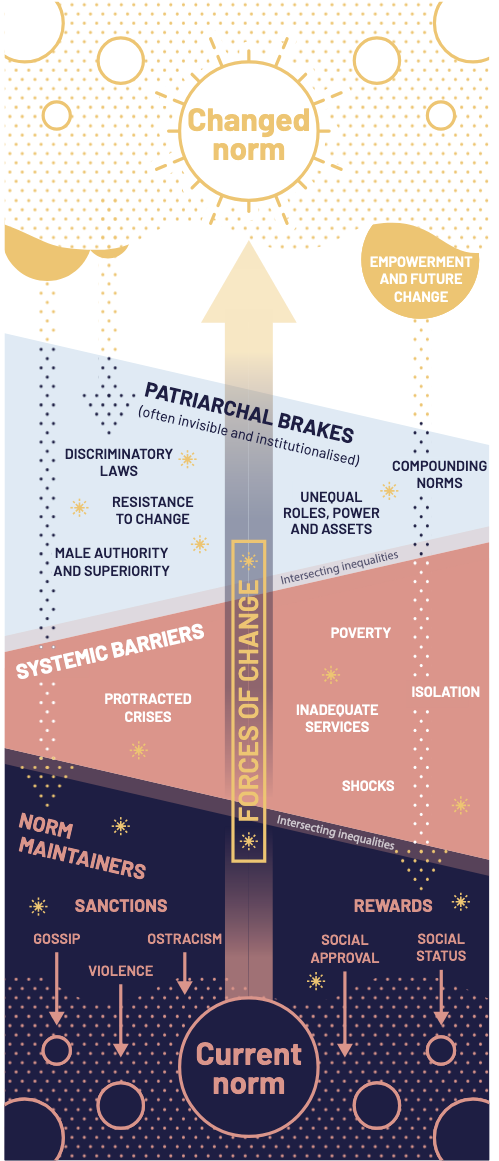 Changed
norm
EMPOWERMENT
AND FUTURE
CHANGE
PATRIARCHAL BRAKES
(often invisible and institutionalised)
DISCRIMINATORY
LAWS
RESISTANCE
TO CHANGE
MALE AUTHORITY
AND SUPERIORITY
COMPOUNDING
NORMS
UNEQUAL
ROLES, POWER
AND ASSETS
Intersecting inequalities
FORCES OF CHANGE
SYSTEMIC BARRIERS
PROTRACTED
CRISES
POVERTY
ISOLATION
INADEQUATE
SERVICES
SHOCKS
Intersecting inequalities
NORM
MAINTAINERS
SANCTIONS
GOSSIP
OSTRACISM
VIOLENCE
REWARDS
SOCIAL
APPROVAL
SOCIAL
STATUS
Current
norm